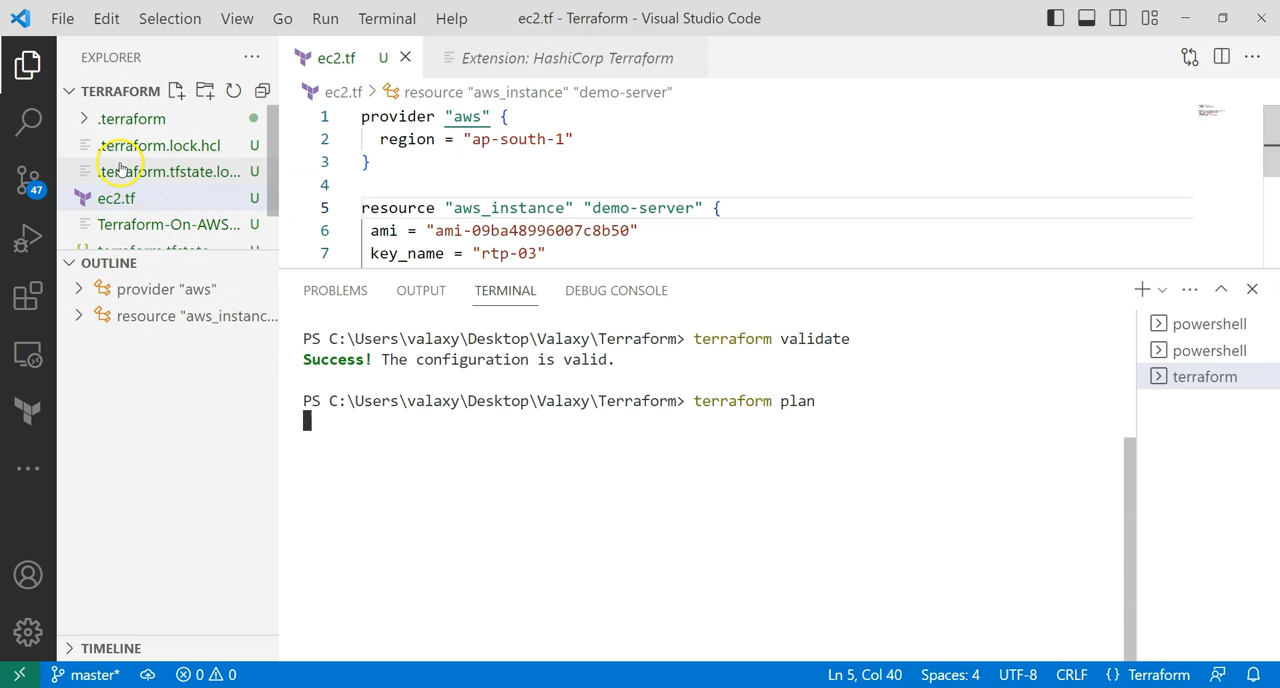 File Edit Selection View Go Run Terminal Help
ec2.tf - Terraform - Visual Studio Code
EXPLORER
TERRAFORM
.terraform
.terraform.lock.hcl U
.terraform.tfstate.lo... U
ec2.tf U
Terraform-On-AWS... U
OUTLINE
provider "aws"
resource "aws_instanc...
TIMELINE
47
ec2.tf U
Extension: HashiCorp Terraform
ec2.tf > resource "aws_instance" "demo-server"
1 provider "aws" {
2 region = "ap-south-1"
3 }
4
5 resource "aws_instance" "demo-server" {
6 ami = "ami-09ba48996007c8b50"
7 key_name = "rtp-03"
PROBLEMS OUTPUT TERMINAL DEBUG CONSOLE
PS C:\Users\valaxy\Desktop\Valaxy\Terraform> terraform validate
Success! The configuration is valid.
PS C:\Users\valaxy\Desktop\Valaxy\Terraform> terraform plan
powershell
powershell
terraform
master* 0 0 Ln 5, Col 40 Spaces: 4 UTF-8 CRLF {} Terraform